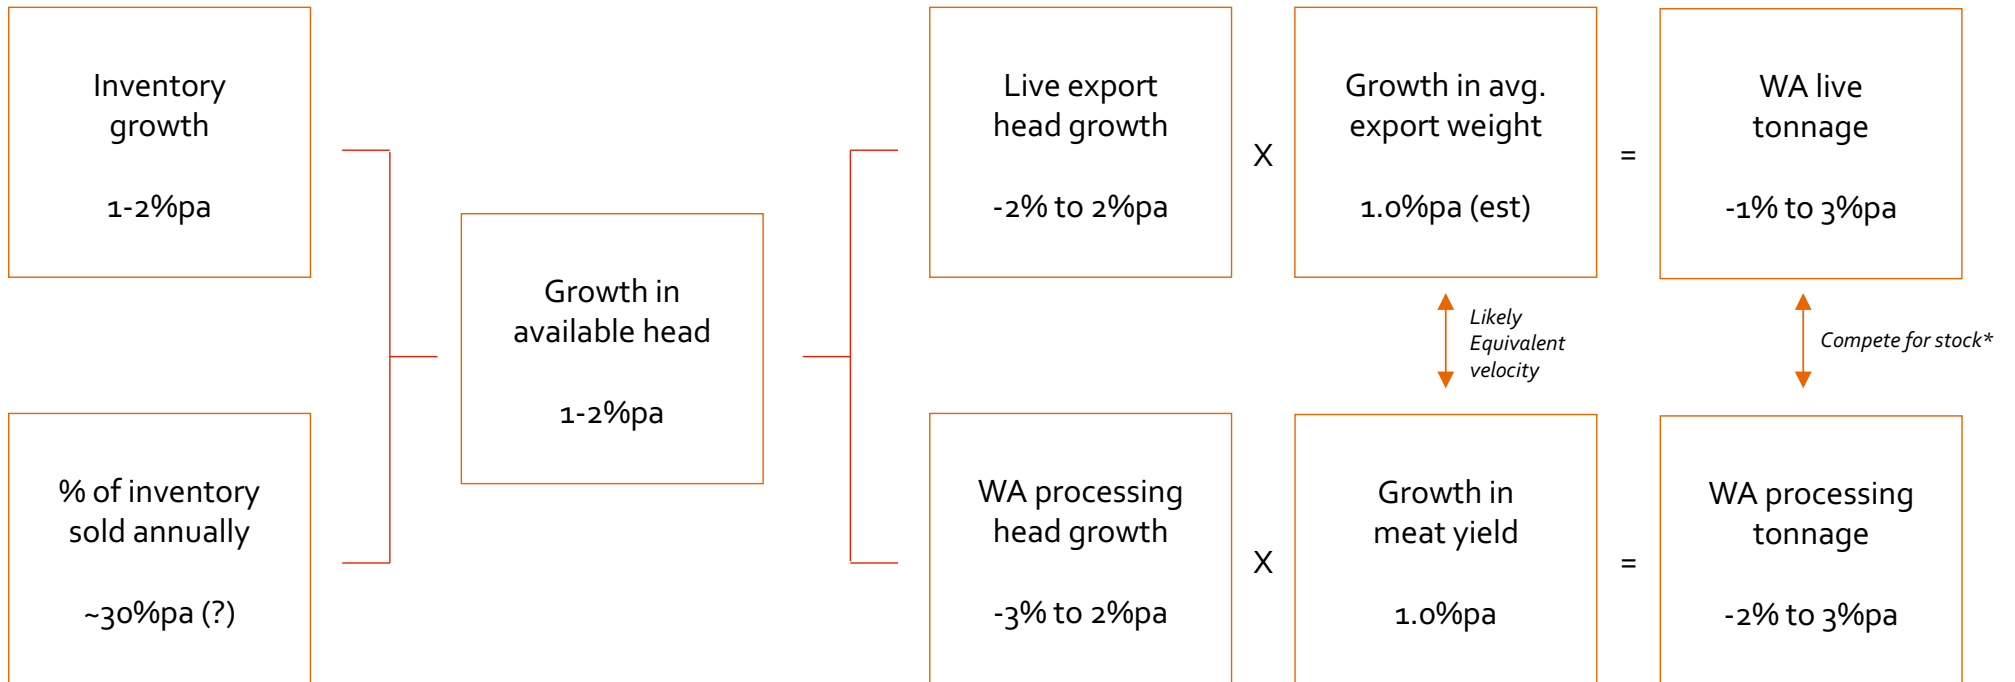 Inventory
growth
1-2%pa
% of inventory
sold annually
~30%pa (?)
Growth in
available head
1-2%pa
Live export
head growth
-2% to 2%pa
X
Growth in avg.
export weight
1.0%pa (est)
=
WA live
tonnage
-1% to 3%pa
Likely
Equivalent
velocity
Compete for stock*
WA processing
head growth
-3% to 2%pa
X
Growth in
meat yield
1.0%pa
=
WA processing
tonnage
-2% to 3%pa